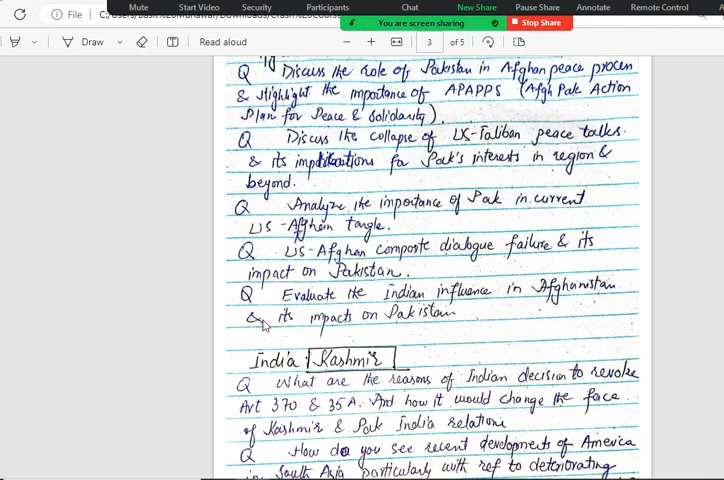 Mute Start Video Security Participants Chat New Share Pause Share Annotate Remote Control
You are screen sharing Stop Share
File
Draw Read aloud 3 of 5
Q Discuss the role of Pakistan in Afghan peace process
& Highlight the importance of APAPPS (Afgh Pak Action
Plan for Peace & Solidarity).
Q Discuss the collapse of US-Taliban peace talks.
& its implications for Pak's interests in region &
beyond.
Q Analyze the importance of Pak in current
US-Afghan tangle.
Q US-Afghan composte dialogue failure & its
impact on Pakistan.
Q Evaluate the Indian influence in Afghanistan
& its impacts on Pakistan
India: Kashmir
Q What are the reasons of Indian decision to revoke
Art 370 & 35A. And how it would change the face
of Kashmir & Pak India relation
Q How do you see recent developments of America
in South Asia particularly with ref to deteriorating